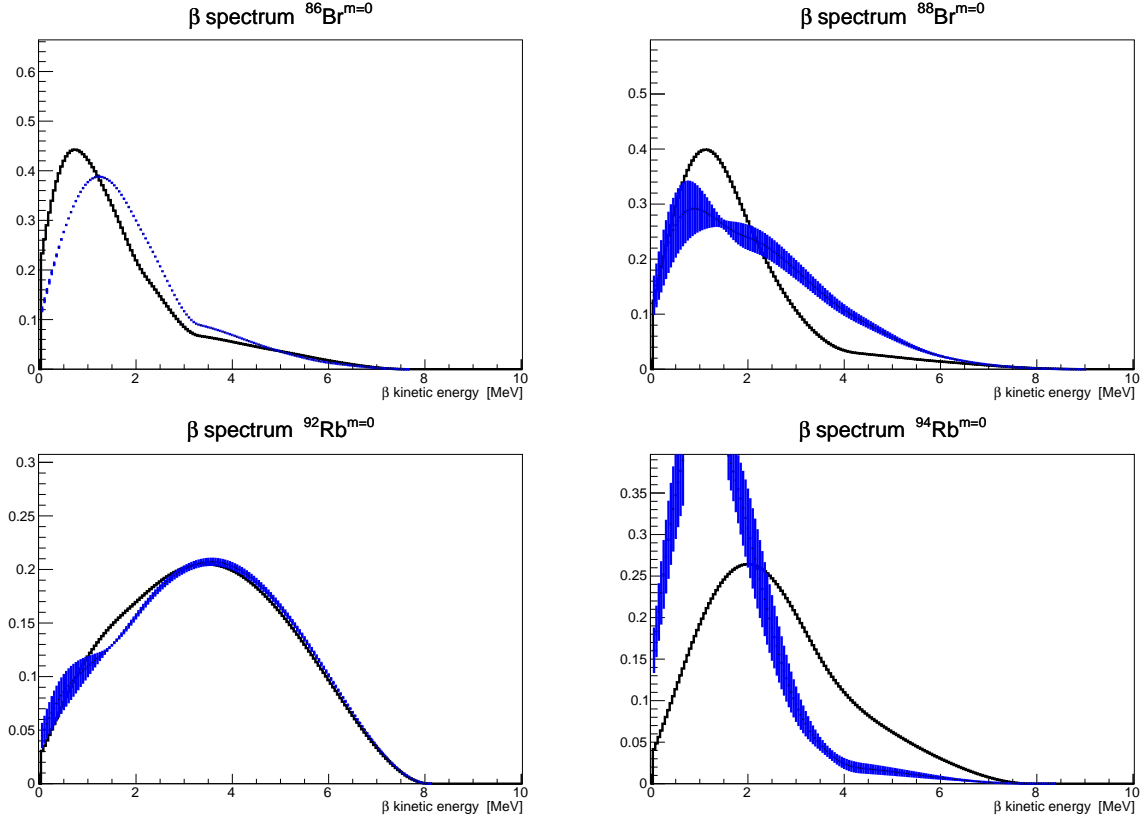 β spectrum ⁸⁶Br^m=0
0.6
0.5
0.4
0.3
0.2
0.1
0
0 2 4 6 8 10
β kinetic energy [MeV]
β spectrum ⁸⁸Br^m=0
0.5
0.4
0.3
0.2
0.1
0
0 2 4 6 8 10
β kinetic energy [MeV]
β spectrum ⁹²Rb^m=0
0.3
0.25
0.2
0.15
0.1
0.05
0
0 2 4 6 8 10
β kinetic energy [MeV]
β spectrum ⁹⁴Rb^m=0
0.35
0.3
0.25
0.2
0.15
0.1
0.05
0
0 2 4 6 8 10
β kinetic energy [MeV]